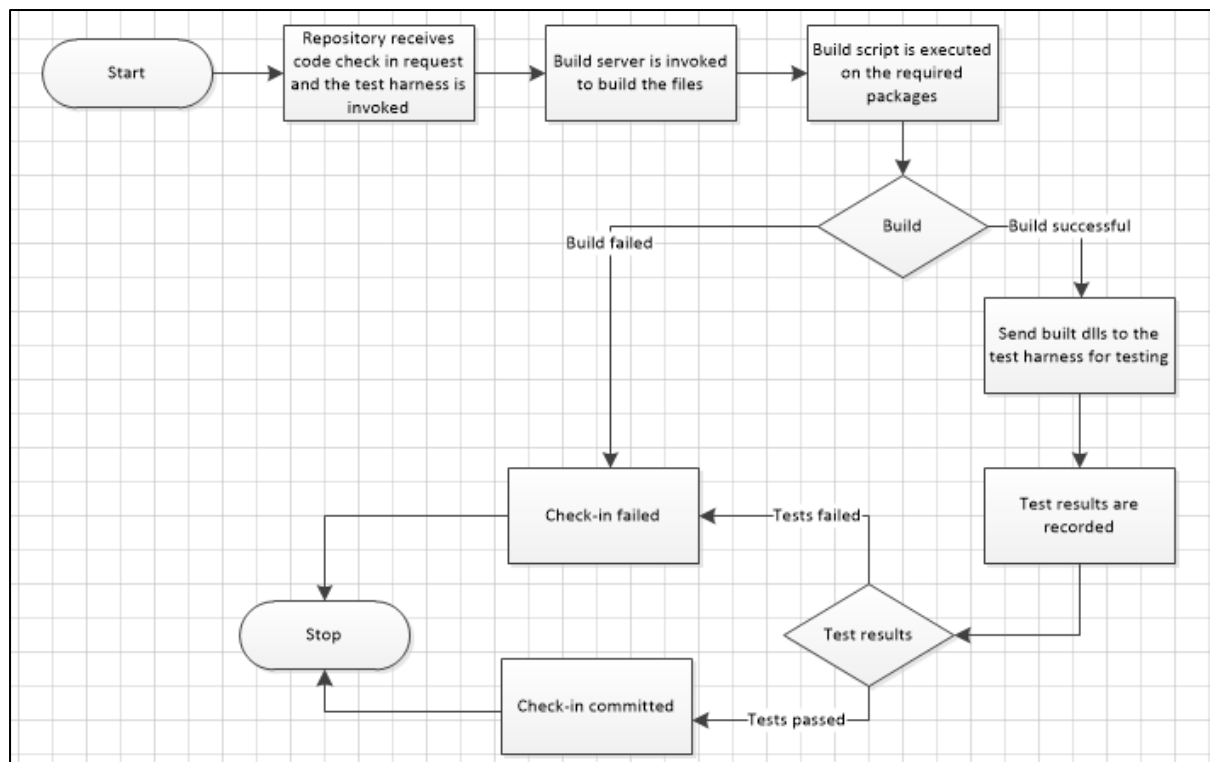 Start
Repository receives
code check in request
and the test harness is
invoked
Build server is invoked
to build the files
Build script is executed
on the required
packages
Build
Build failed
Build successful
Send built dlls to the
test harness for testing
Test results are
recorded
Check-in failed
Tests failed
Test results
Stop
Check-in committed
Tests passed